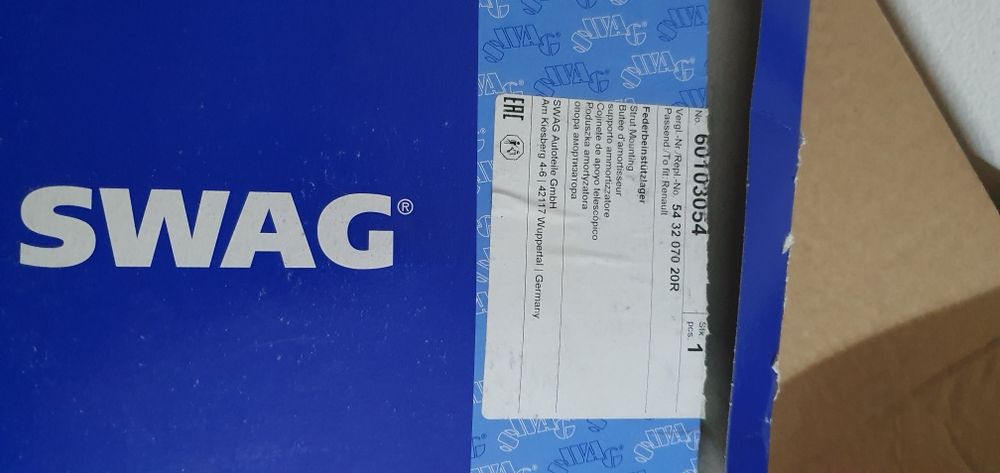 SWAG®
No. 60103054
Stk
pcs. 1
Vergl.-Nr./Repl.-No. 54 32 070 20R
Passend./To fit. Renault
Federbeinstützlager
Strut Mounting
Butée d'amortisseur
supporto ammortizzatore
Cojinete de apoyo telescópico
Poduszka amortyzatora
опора амортизатора
SWAG Autoteile GmbH
Am Kiesberg 4-6 | 42117 Wuppertal | Germany
EAC